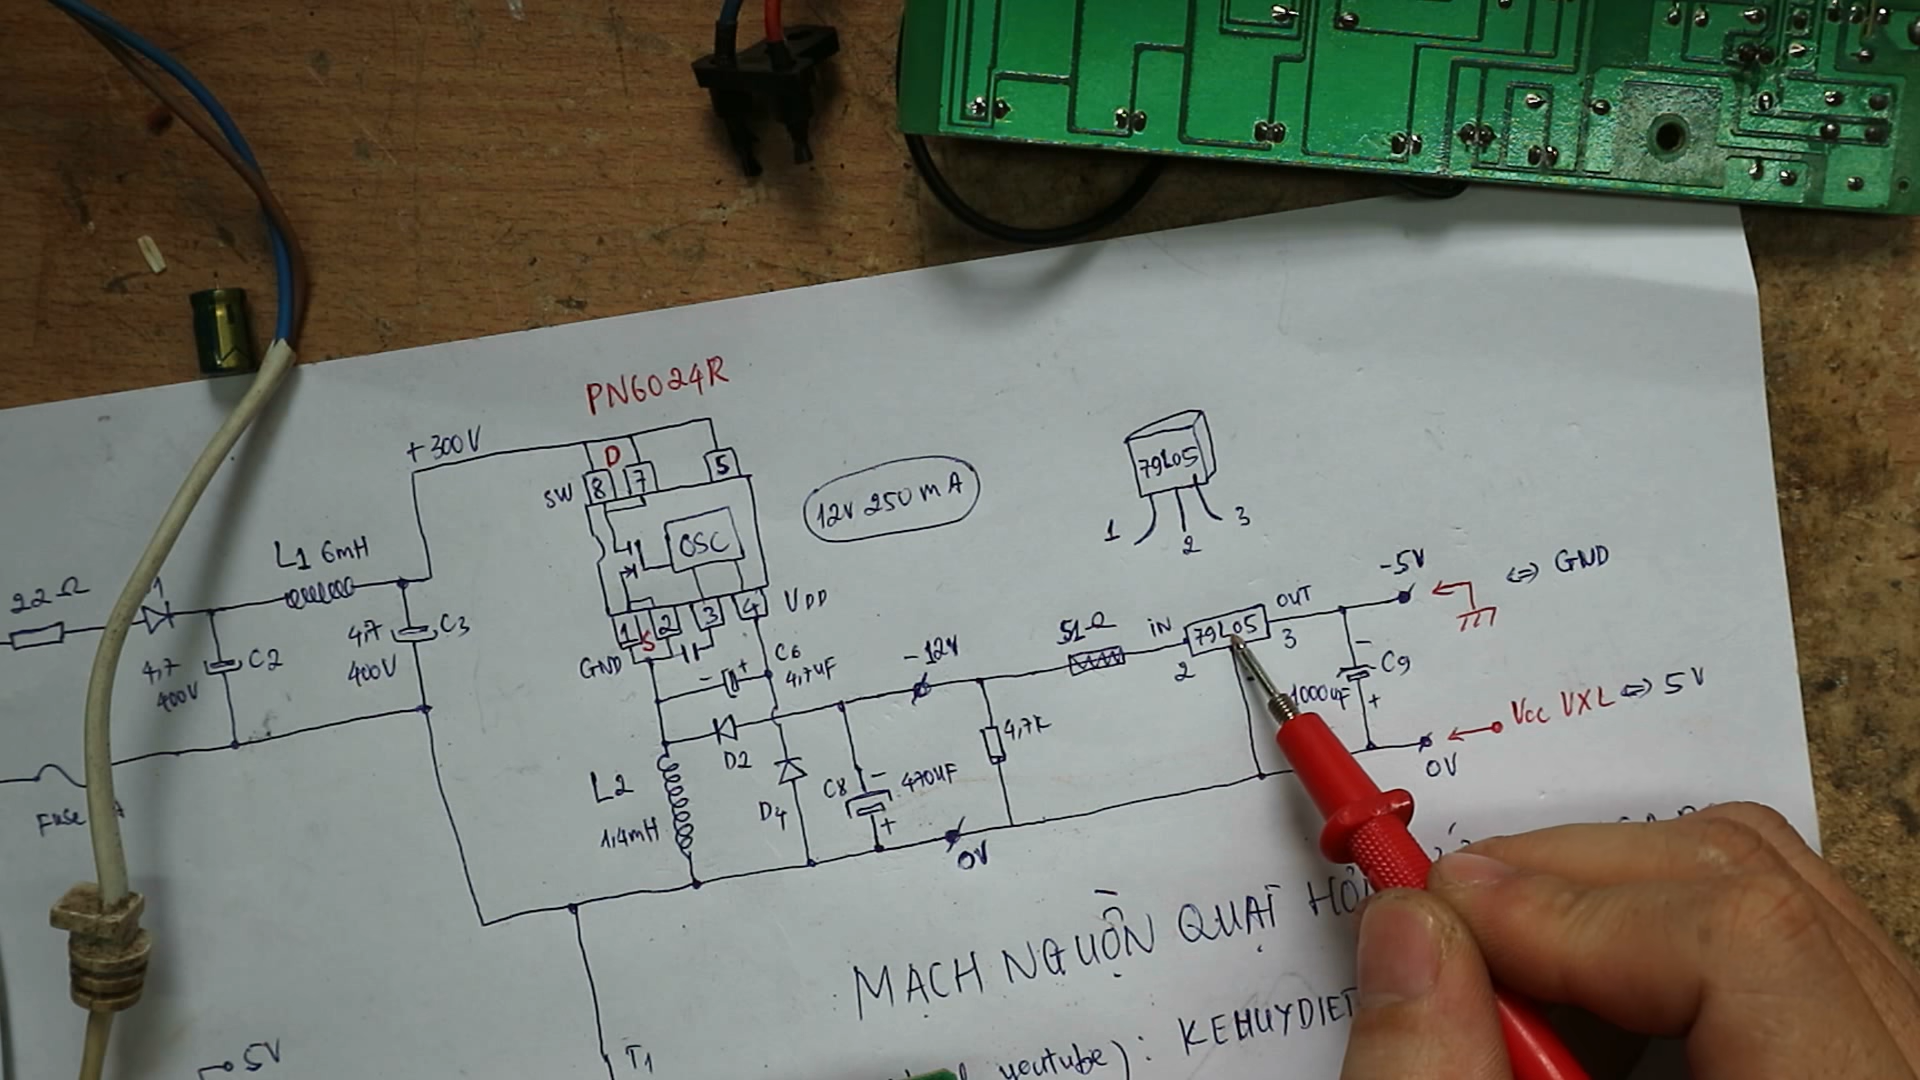 PN6024R
+300V
D
SW
8
7
5
12V 250mA
OSC
79L05
1
2
3
L1 6mH
22Ω
4,7
400V
C2
4,7
400V
C3
1
2
3
4
VDD
S
GND
C6
4,7uF
-12V
51Ω
IN
79L05
OUT
2
3
-5V
<=> GND
1000uF
C9
+
-
Vcc VXL <=> 5V
0V
D2
L2
1,4mH
D4
C8
470UF
-
+
4,7K
0V
Fuse
MẠCH NGUỒN QUẠT
youtube): KEHUYDIET
5V
T1